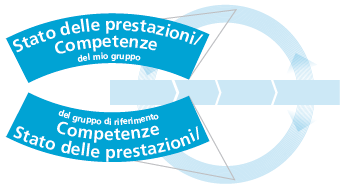 Stato delle prestazioni/
Competenze
del mio gruppo
del gruppo di riferimento
Competenze
Stato delle prestazioni/